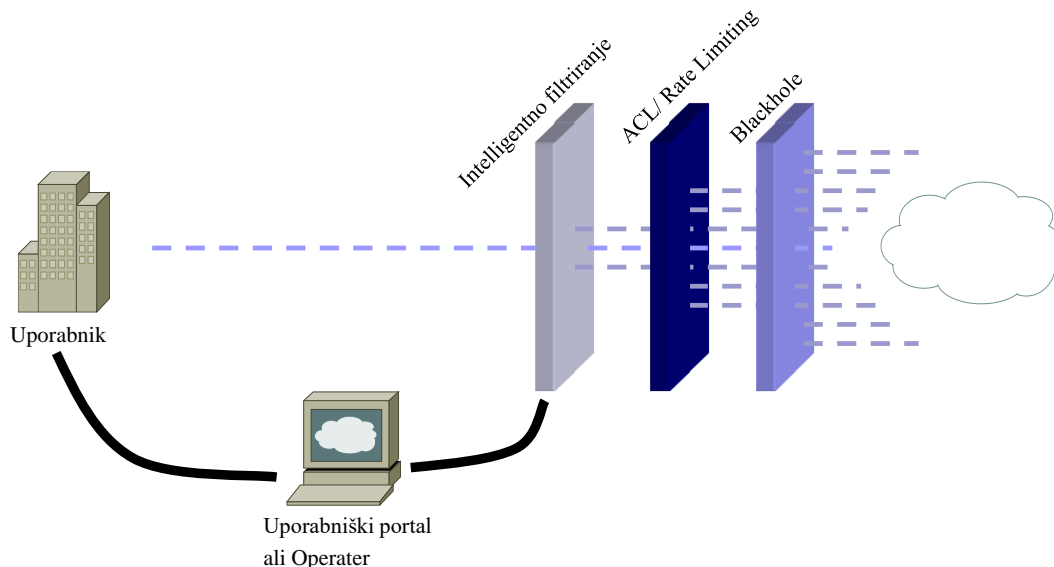 Intelligentno filtriranje
ACL/ Rate Limiting
Blackhole
Uporabnik
Uporabniški portal
ali Operater